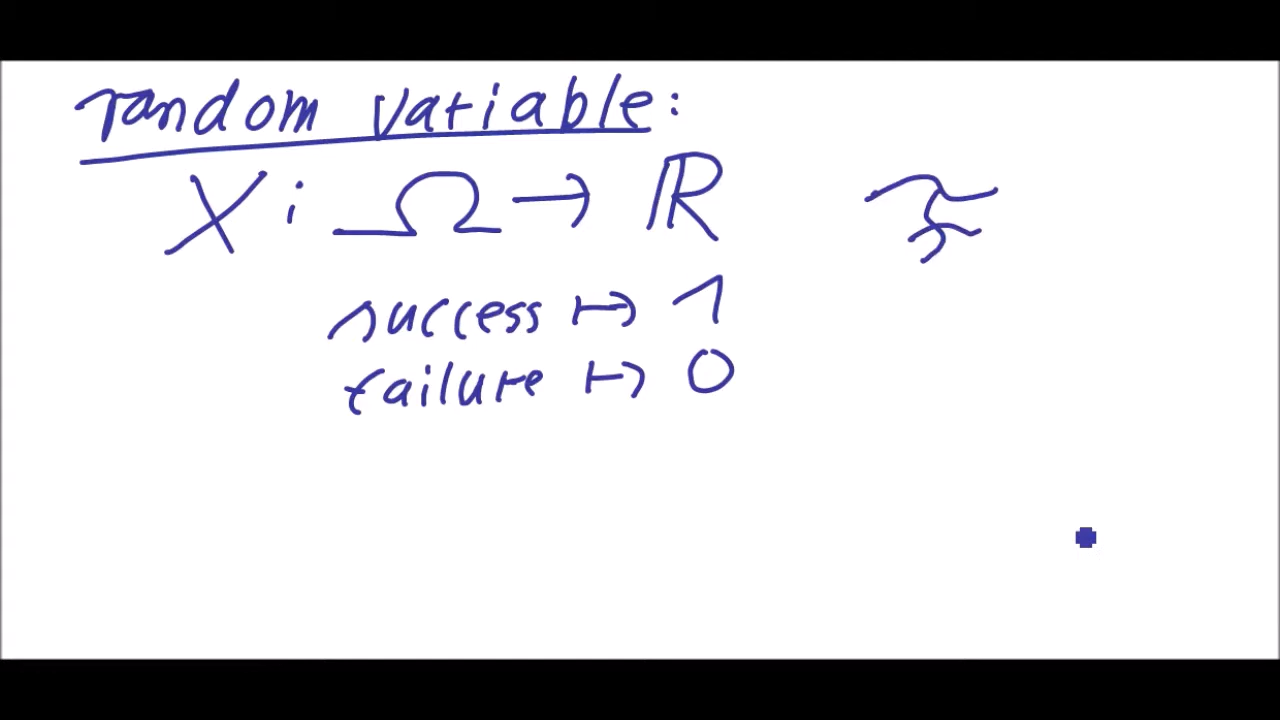 random variable:
X: Ω → ℝ
success ↦ 1
failure ↦ 0